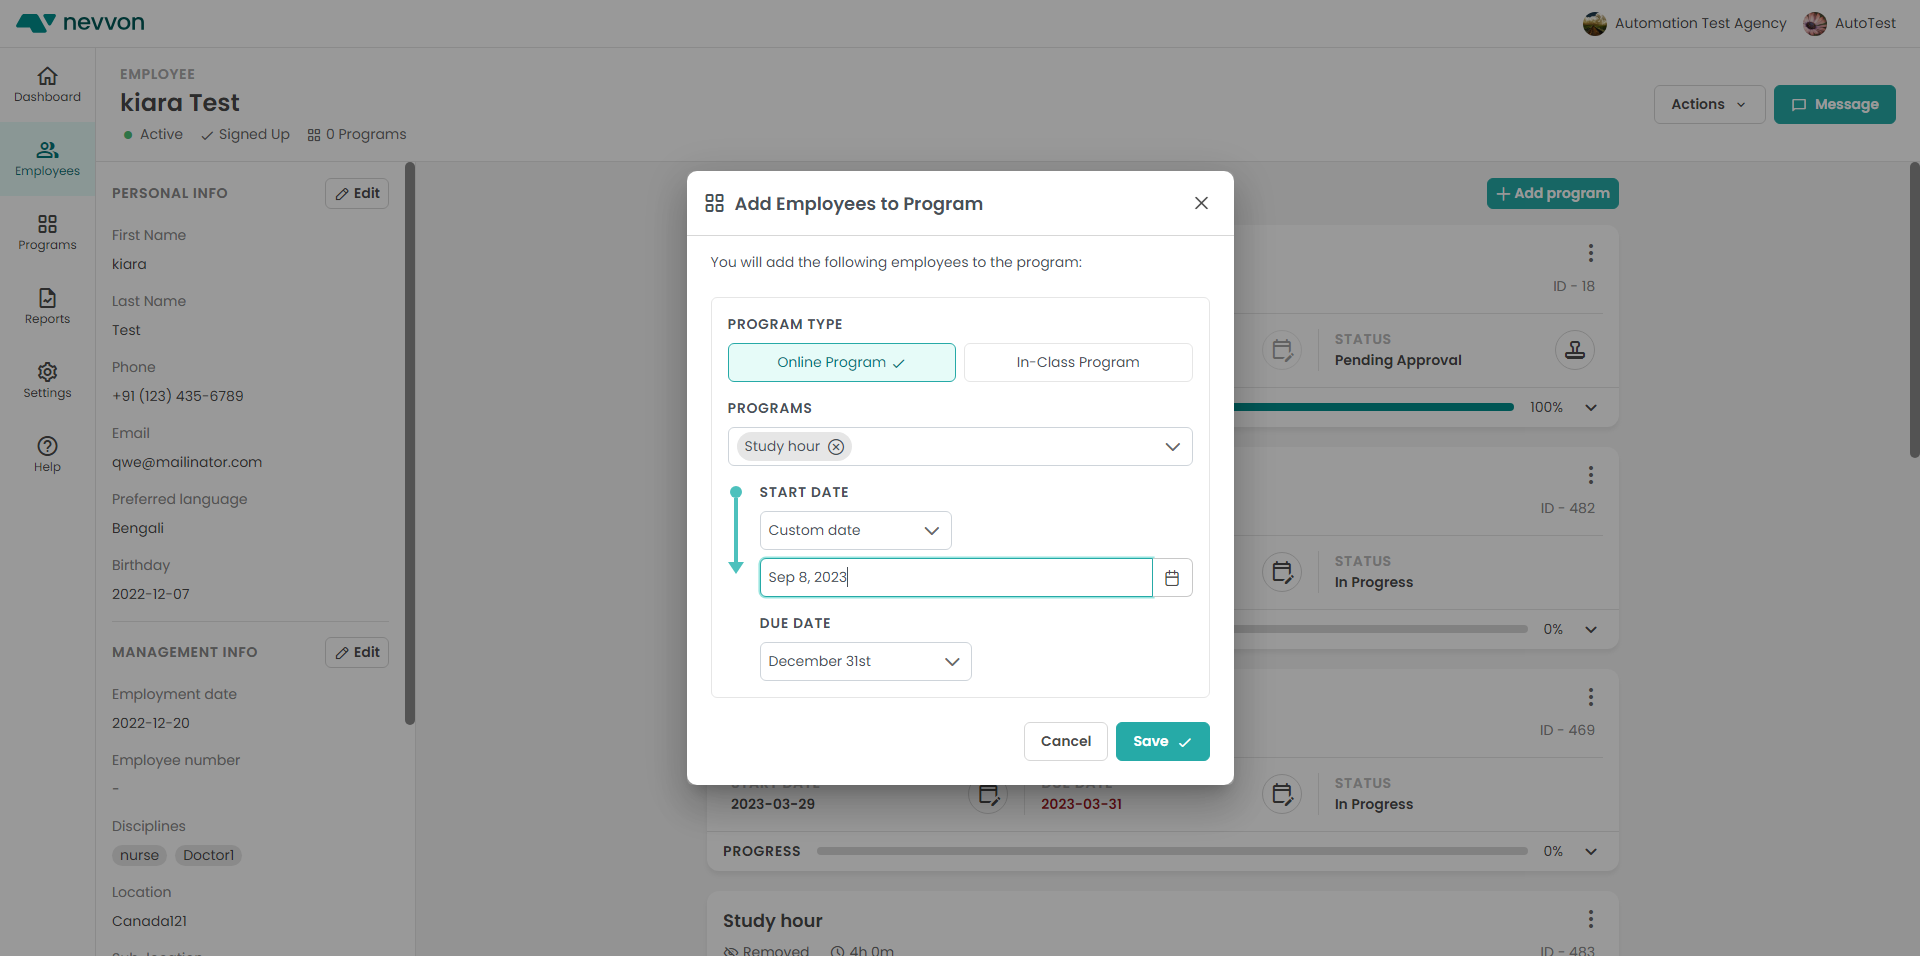 nevvon
Automation Test Agency
AutoTest
Dashboard
Employees
Programs
Reports
Settings
Help
EMPLOYEE
kiara Test
Active
Signed Up
0 Programs
Actions
Message
PERSONAL INFO
Edit
First Name
kiara
Last Name
Test
Phone
+91 (123) 435-6789
Email
qwe@mailinator.com
Preferred language
Bengali
Birthday
2022-12-07
MANAGEMENT INFO
Edit
Employment date
2022-12-20
Employee number
-
Disciplines
nurse
Doctor1
Location
Canada121
Add Employees to Program
You will add the following employees to the program:
PROGRAM TYPE
Online Program
In-Class Program
PROGRAMS
Study hour
START DATE
Custom date
Sep 8, 2023
DUE DATE
December 31st
Cancel
Save
Add program
ID - 18
STATUS
Pending Approval
100%
ID - 482
STATUS
In Progress
0%
ID - 469
START DATE
2023-03-29
DUE DATE
2023-03-31
STATUS
In Progress
PROGRESS
0%
Study hour
Removed
4h 0m
ID - 483